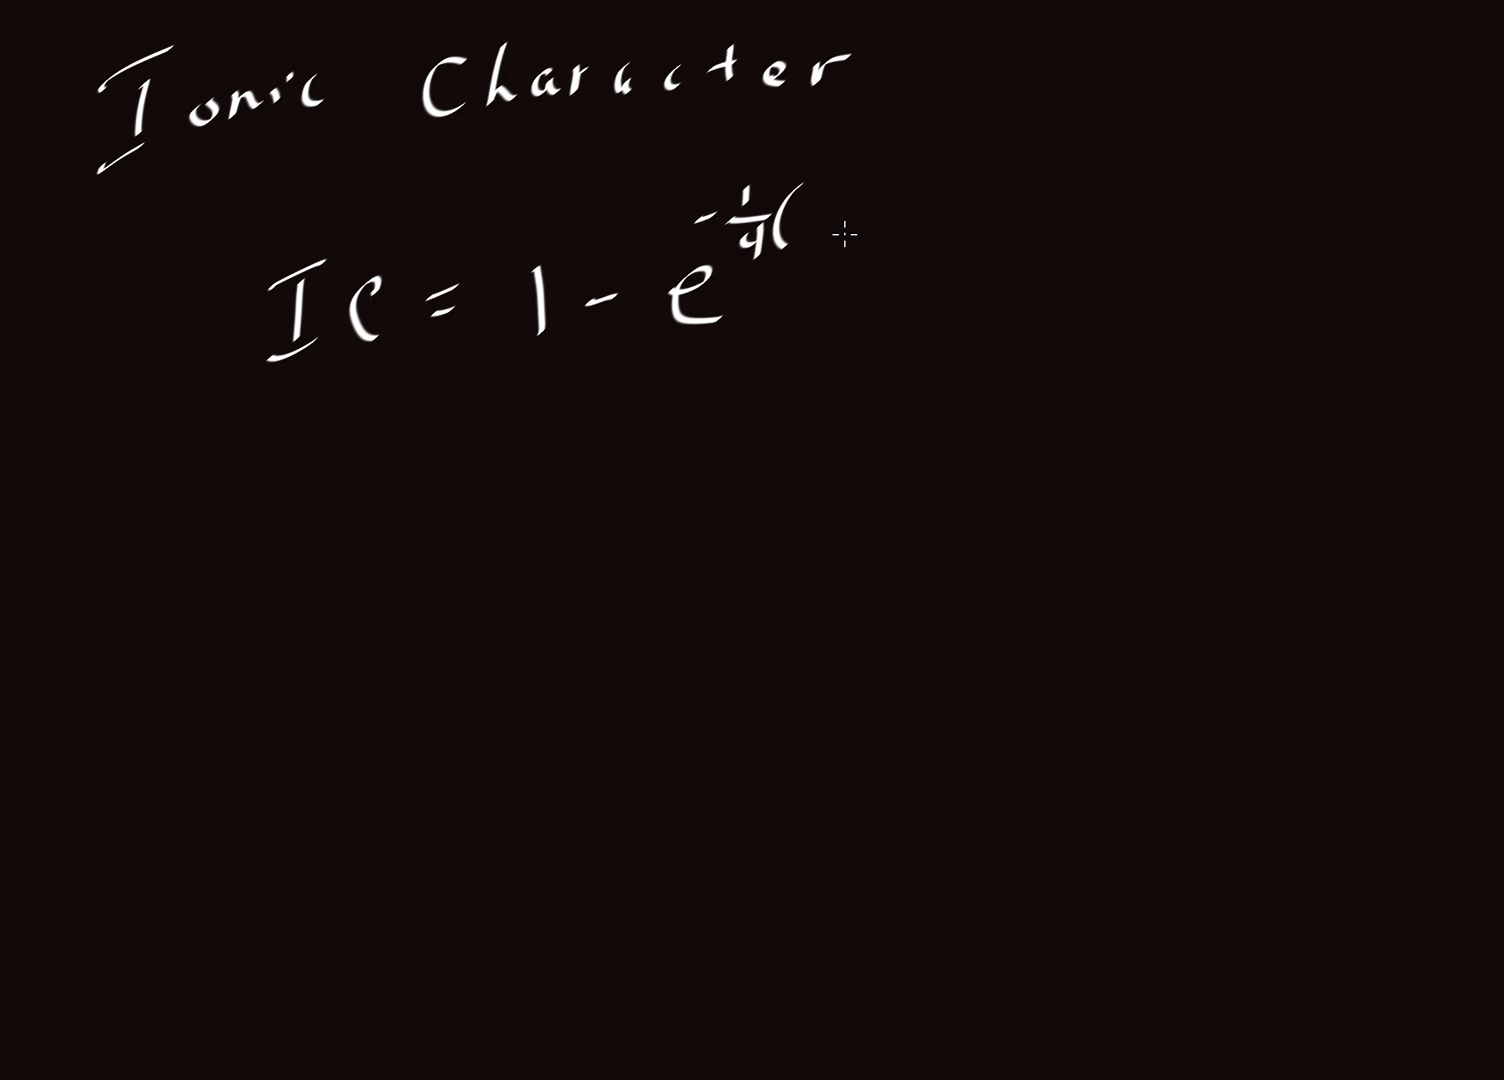 Ionic Character
IC = 1 - e^-1/4(